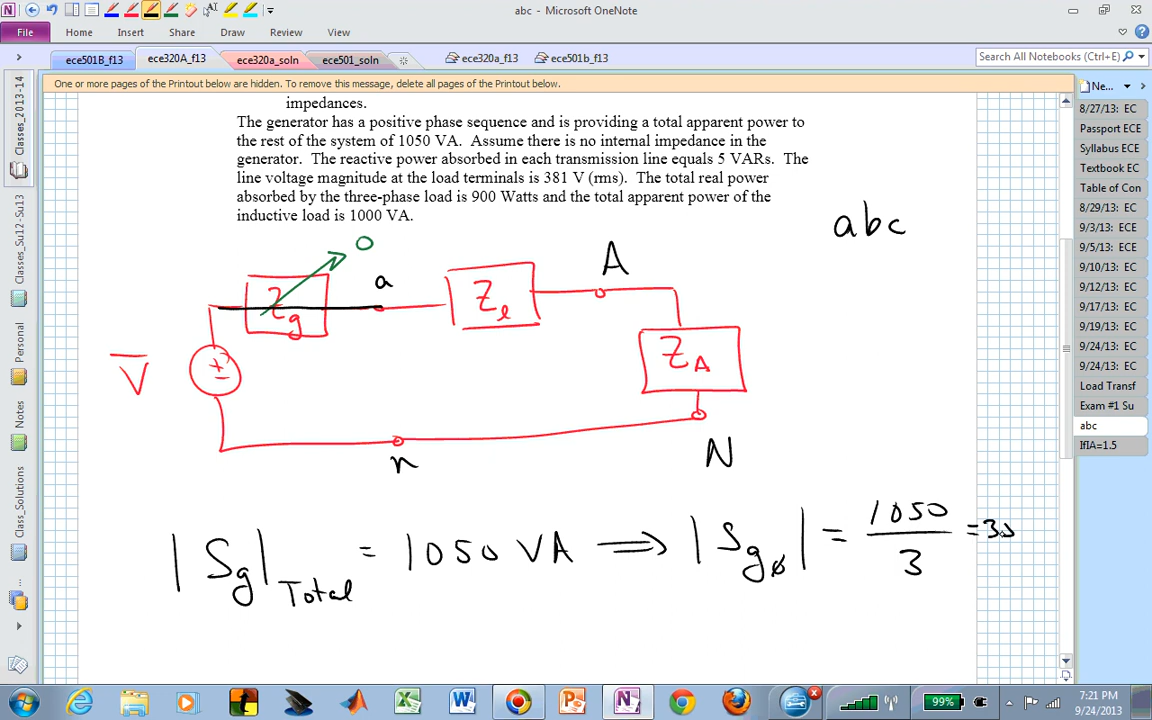 abc - Microsoft OneNote
File Home Insert Share Draw Review View
ece501B_f13 ece320A_f13 ece320a_soln ece501_soln ece320a_f13 ece501b_f13 Search All Notebooks (Ctrl+E)
One or more pages of the Printout below are hidden. To remove this message, delete all pages of the Printout below.
impedances.
The generator has a positive phase sequence and is providing a total apparent power to
the rest of the system of 1050 VA. Assume there is no internal impedance in the
generator. The reactive power absorbed in each transmission line equals 5 VARs. The
line voltage magnitude at the load terminals is 381 V (rms). The total real power
absorbed by the three-phase load is 900 Watts and the total apparent power of the
inductive load is 1000 VA.
abc
0
a
A
Zg
Zℓ
ZA
V̅
+
-
n
N
|Sg|Total = 1050 VA ⟹ |Sgø| = 1050/3 =
Classes_2013-14
Classes_Su12-Su13
Personal
Notes
Class_Solutions
Ne...
8/27/13: EC
Passport ECE
Syllabus ECE
Textbook EC
Table of Con
8/29/13: EC
9/3/13: ECE
9/5/13: ECE
9/10/13: EC
9/12/13: EC
9/17/13: EC
9/19/13: EC
9/24/13: EC
9/24/13: EC
Load Transf
Exam #1 Su
abc
IfIA=1.5
99%
7:21 PM
9/24/2013